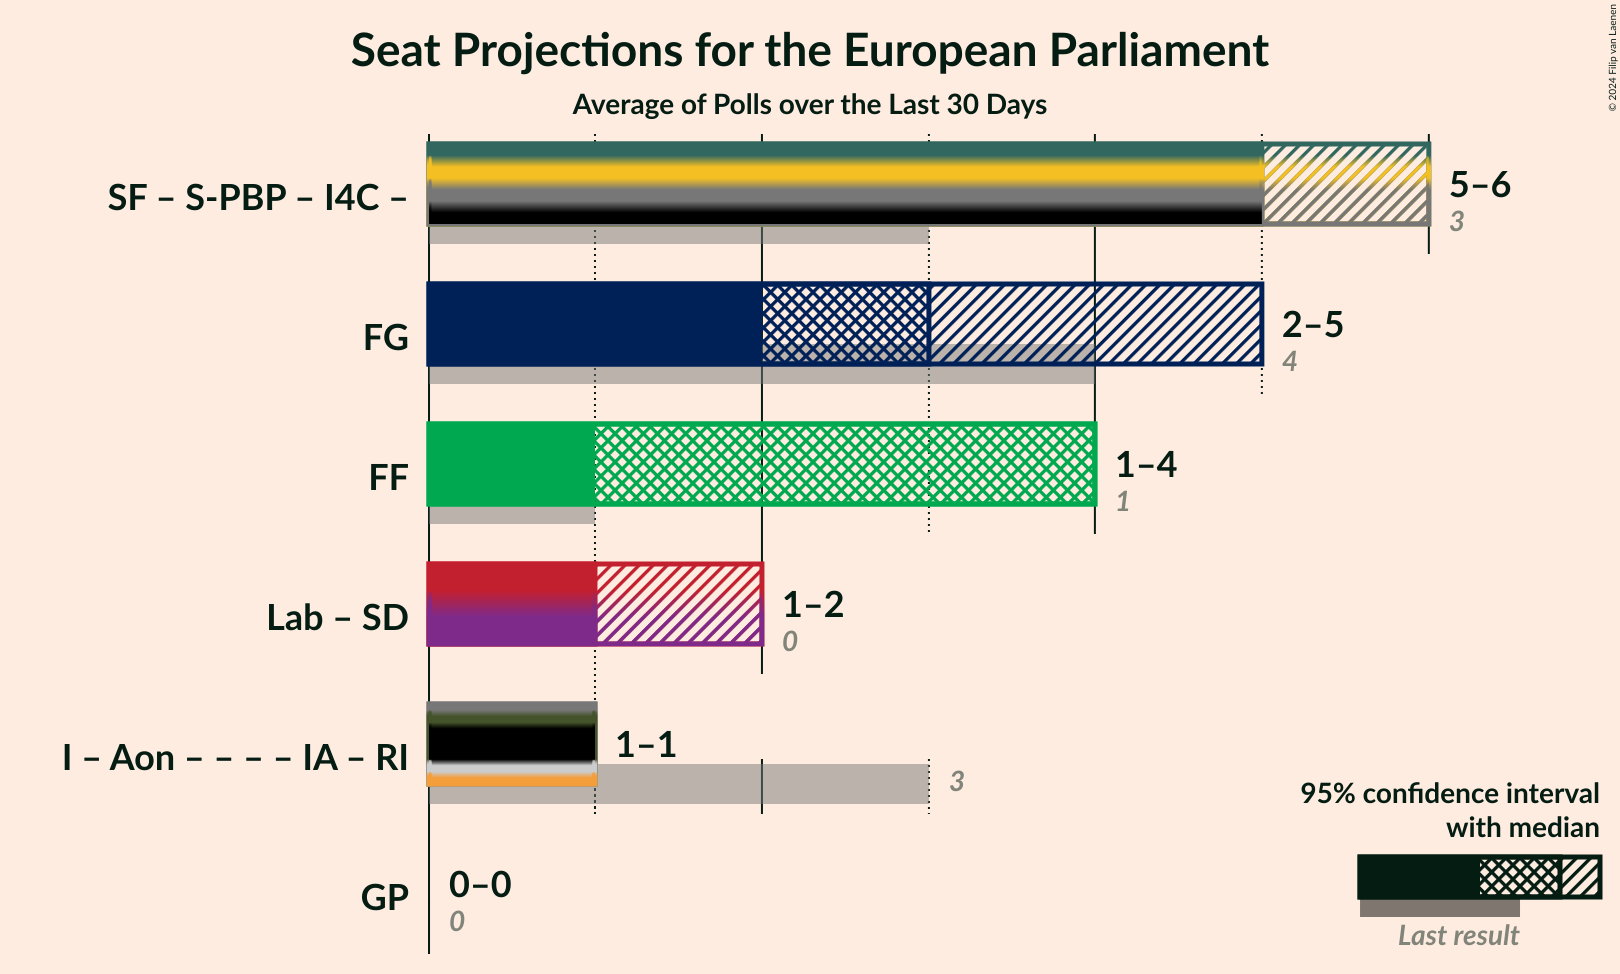 Seat Projections for the European Parliament
Average of Polls over the Last 30 Days
© 2024 Filip van Laenen
SF – S-PBP – I4C –
5–6
3
FG
2–5
4
FF
1–4
1
Lab – SD
1–2
0
I – Aon – – – – IA – RI
1–1
3
GP
0–0
0
95% confidence interval
with median
Last result